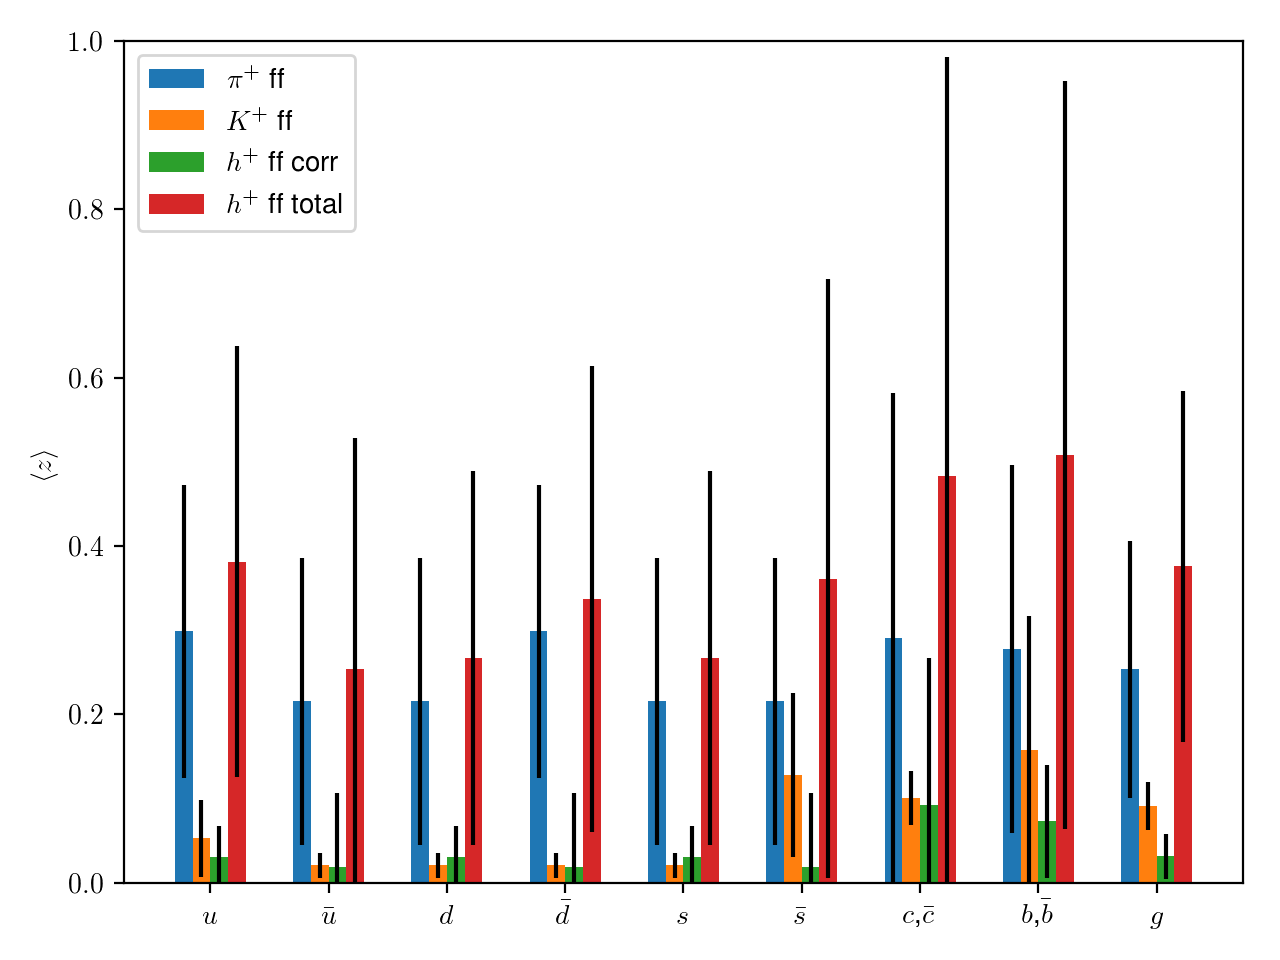 1.0
0.8
0.6
0.4
0.2
0.0
⟨z⟩
π⁺ ff
K⁺ ff
h⁺ ff corr
h⁺ ff total
u ū d d̄ s s̄ c,c̄ b,b̄ g